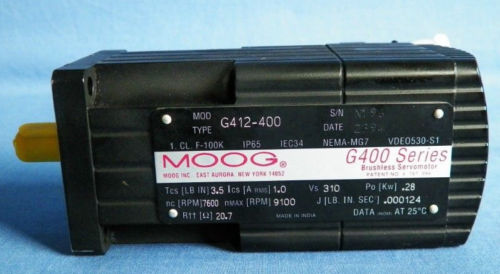 MOD G412-400 S/N
TYPE DATE
I. CL. F-100K IP65 IEC34 NEMA-MG7 VDE0530-S1
MOOG® G400 Series
Brushless Servomotor
MOOG INC. EAST AURORA, NEW YORK 14052
Tcs [LB IN] 3.5 Ics [A RMS] 1.0 Vs 310 Po [Kw] .28
nc [RPM] 7600 nMAX [RPM] 9100 J [LB. IN. SEC²] .000124
Rtt [Ω] 20.7 MADE IN INDIA DATA (NOM.) AT 25°C